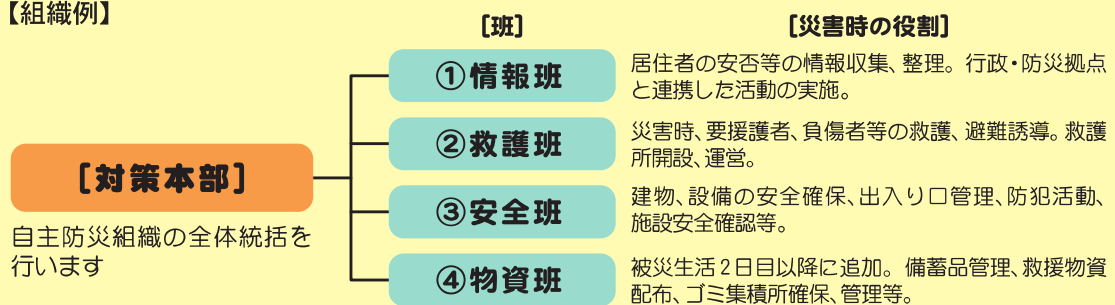 【組織例】
[班]
[災害時の役割]
[対策本部]
自主防災組織の全体統括を
行います
①情報班
居住者の安否等の情報収集、整理。行政・防災拠点
と連携した活動の実施。
②救護班
災害時、要援護者、負傷者等の救護、避難誘導。救護
所開設、運営。
③安全班
建物、設備の安全確保、出入り口管理、防犯活動、
施設安全確認等。
④物資班
被災生活2日目以降に追加。備蓄品管理、救援物資
配布、ゴミ集積所確保、管理等。